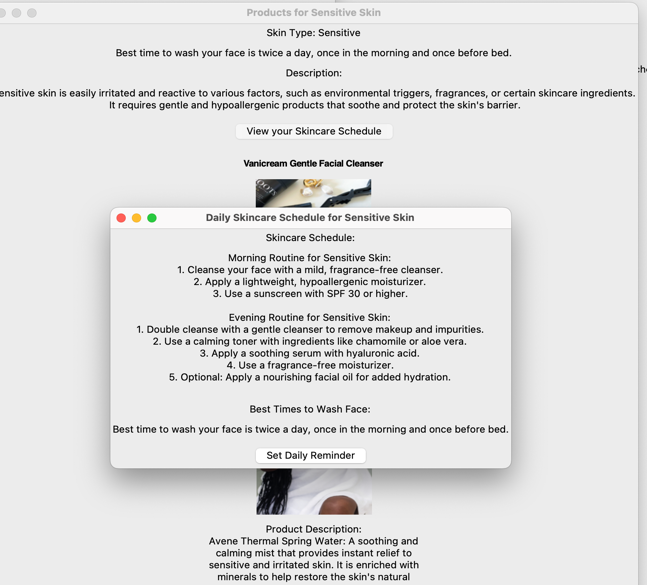 Products for Sensitive Skin
Skin Type: Sensitive
Best time to wash your face is twice a day, once in the morning and once before bed.
Description:
ensitive skin is easily irritated and reactive to various factors, such as environmental triggers, fragrances, or certain skincare ingredients.
It requires gentle and hypoallergenic products that soothe and protect the skin's barrier.
View your Skincare Schedule
Vanicream Gentle Facial Cleanser
Daily Skincare Schedule for Sensitive Skin
Skincare Schedule:
Morning Routine for Sensitive Skin:
1. Cleanse your face with a mild, fragrance-free cleanser.
2. Apply a lightweight, hypoallergenic moisturizer.
3. Use a sunscreen with SPF 30 or higher.
Evening Routine for Sensitive Skin:
1. Double cleanse with a gentle cleanser to remove makeup and impurities.
2. Use a calming toner with ingredients like chamomile or aloe vera.
3. Apply a soothing serum with hyaluronic acid.
4. Use a fragrance-free moisturizer.
5. Optional: Apply a nourishing facial oil for added hydration.
Best Times to Wash Face:
Best time to wash your face is twice a day, once in the morning and once before bed.
Set Daily Reminder
Product Description:
Avene Thermal Spring Water: A soothing and
calming mist that provides instant relief to
sensitive and irritated skin. It is enriched with
minerals to help restore the skin's natural